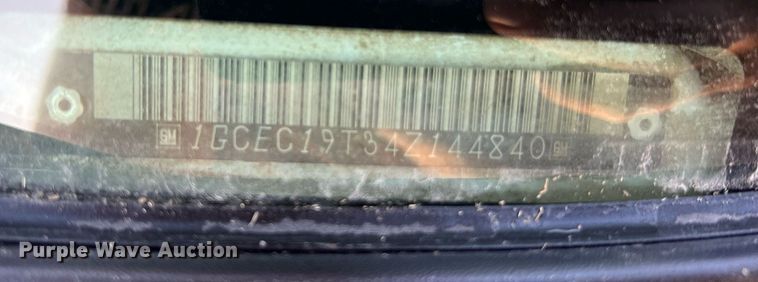 GM 1GCEC19T34Z144840 GM
Purple Wave Auction